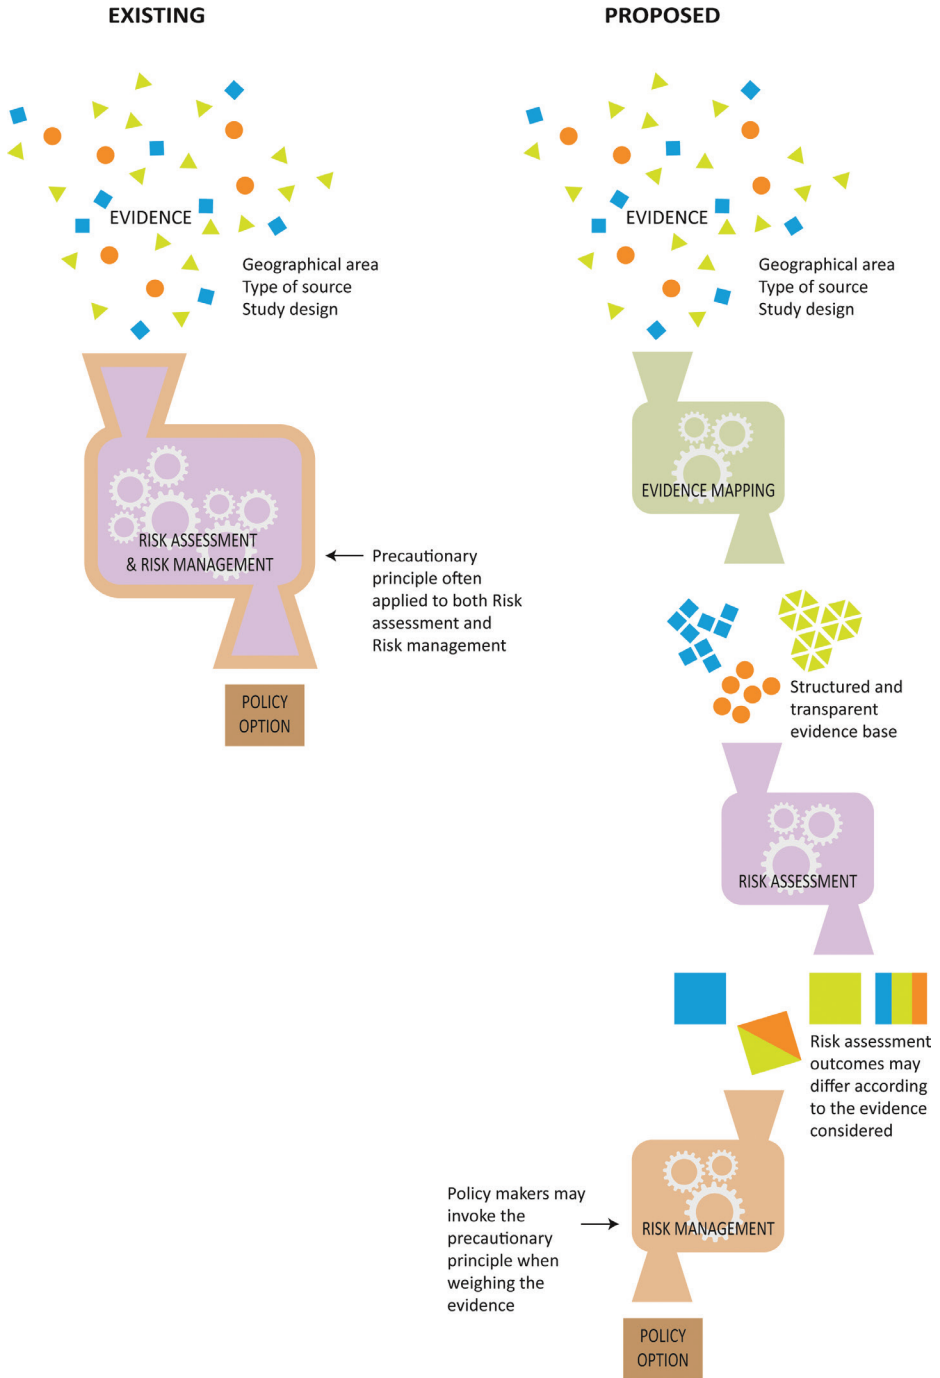 EXISTING
EVIDENCE
Geographical area
Type of source
Study design
RISK ASSESSMENT
& RISK MANAGEMENT
Precautionary
principle often
applied to both Risk
assessment and
Risk management
POLICY
OPTION
PROPOSED
EVIDENCE
Geographical area
Type of source
Study design
EVIDENCE MAPPING
Structured and
transparent
evidence base
RISK ASSESSMENT
Risk assessment
outcomes may
differ according
to the evidence
considered
Policy makers may
invoke the
precautionary
principle when
weighing the
evidence
RISK MANAGEMENT
POLICY
OPTION